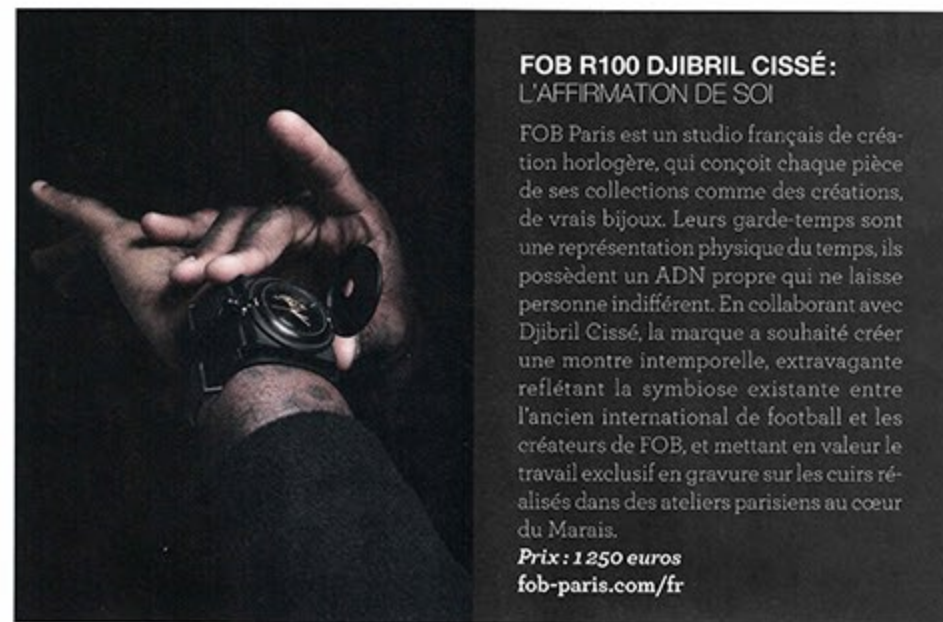 FOB R100 DJIBRIL CISSÉ:
L'AFFIRMATION DE SOI
FOB Paris est un studio français de créa-
tion horlogère, qui conçoit chaque pièce
de ses collections comme des créations,
de vrais bijoux. Leurs garde-temps sont
une représentation physique du temps, ils
possèdent un ADN propre qui ne laisse
personne indifférent. En collaborant avec
Djibril Cissé, la marque a souhaité créer
une montre intemporelle, extravagante
reflétant la symbiose existante entre
l'ancien international de football et les
créateurs de FOB, et mettant en valeur le
travail exclusif en gravure sur les cuirs ré-
alisés dans des ateliers parisiens au cœur
du Marais.
Prix : 1 250 euros
fob-paris.com/fr